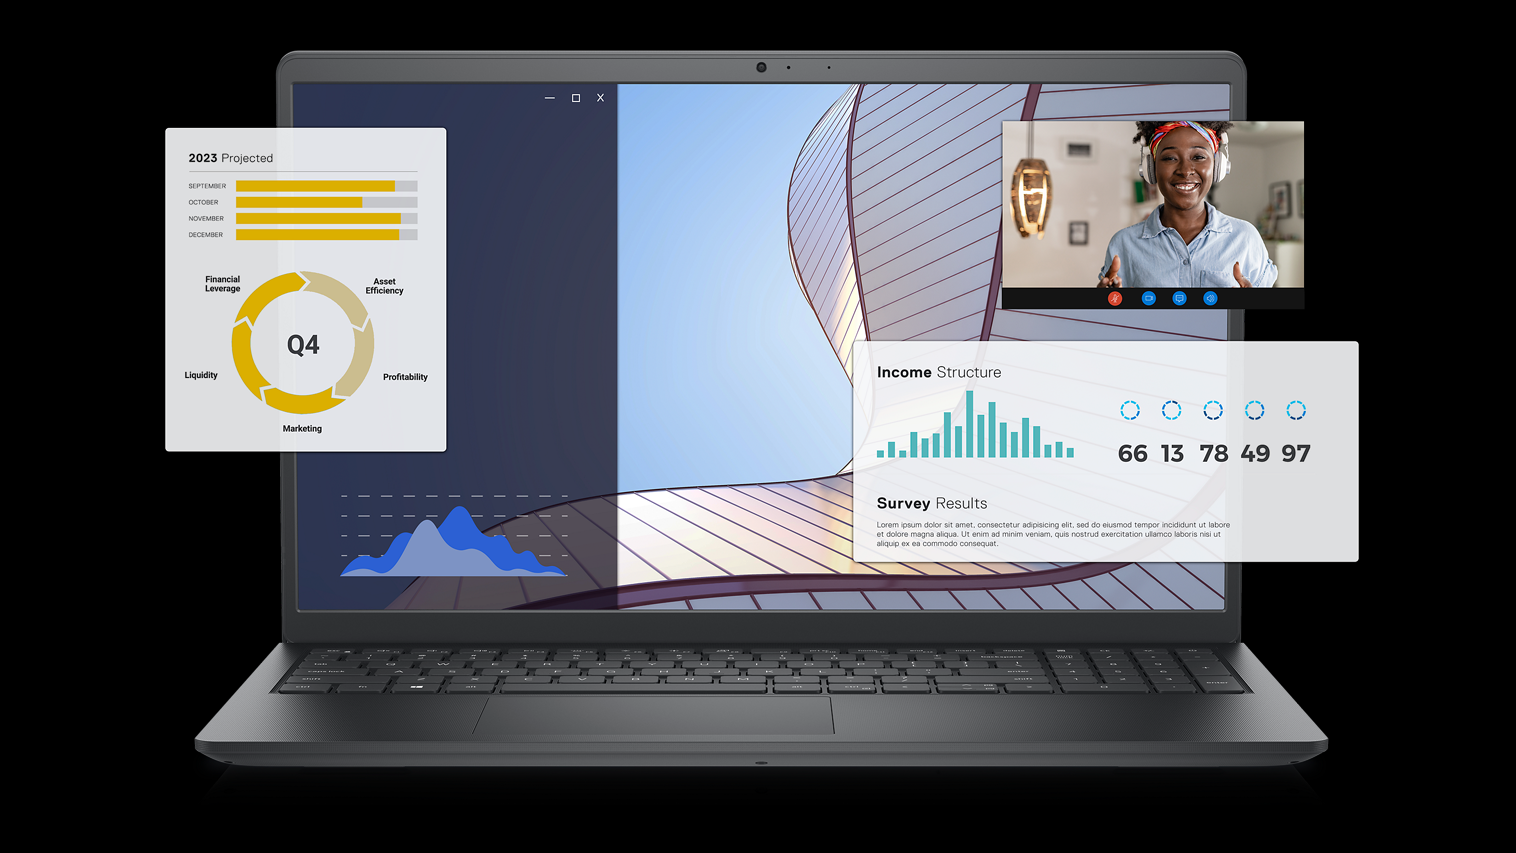 X
2023 Projected
SEPTEMBER
OCTOBER
NOVEMBER
DECEMBER
Financial
Leverage
Asset
Efficiency
Q4
Liquidity
Profitability
Marketing
Income Structure
66 13 78 49 97
Survey Results
Lorem ipsum dolor sit amet, consectetur adipisicing elit, sed do eiusmod tempor incididunt ut labore
et dolore magna aliqua. Ut enim ad minim veniam, quis nostrud exercitation ullamco laboris nisi ut
aliquip ex ea commodo consequat.